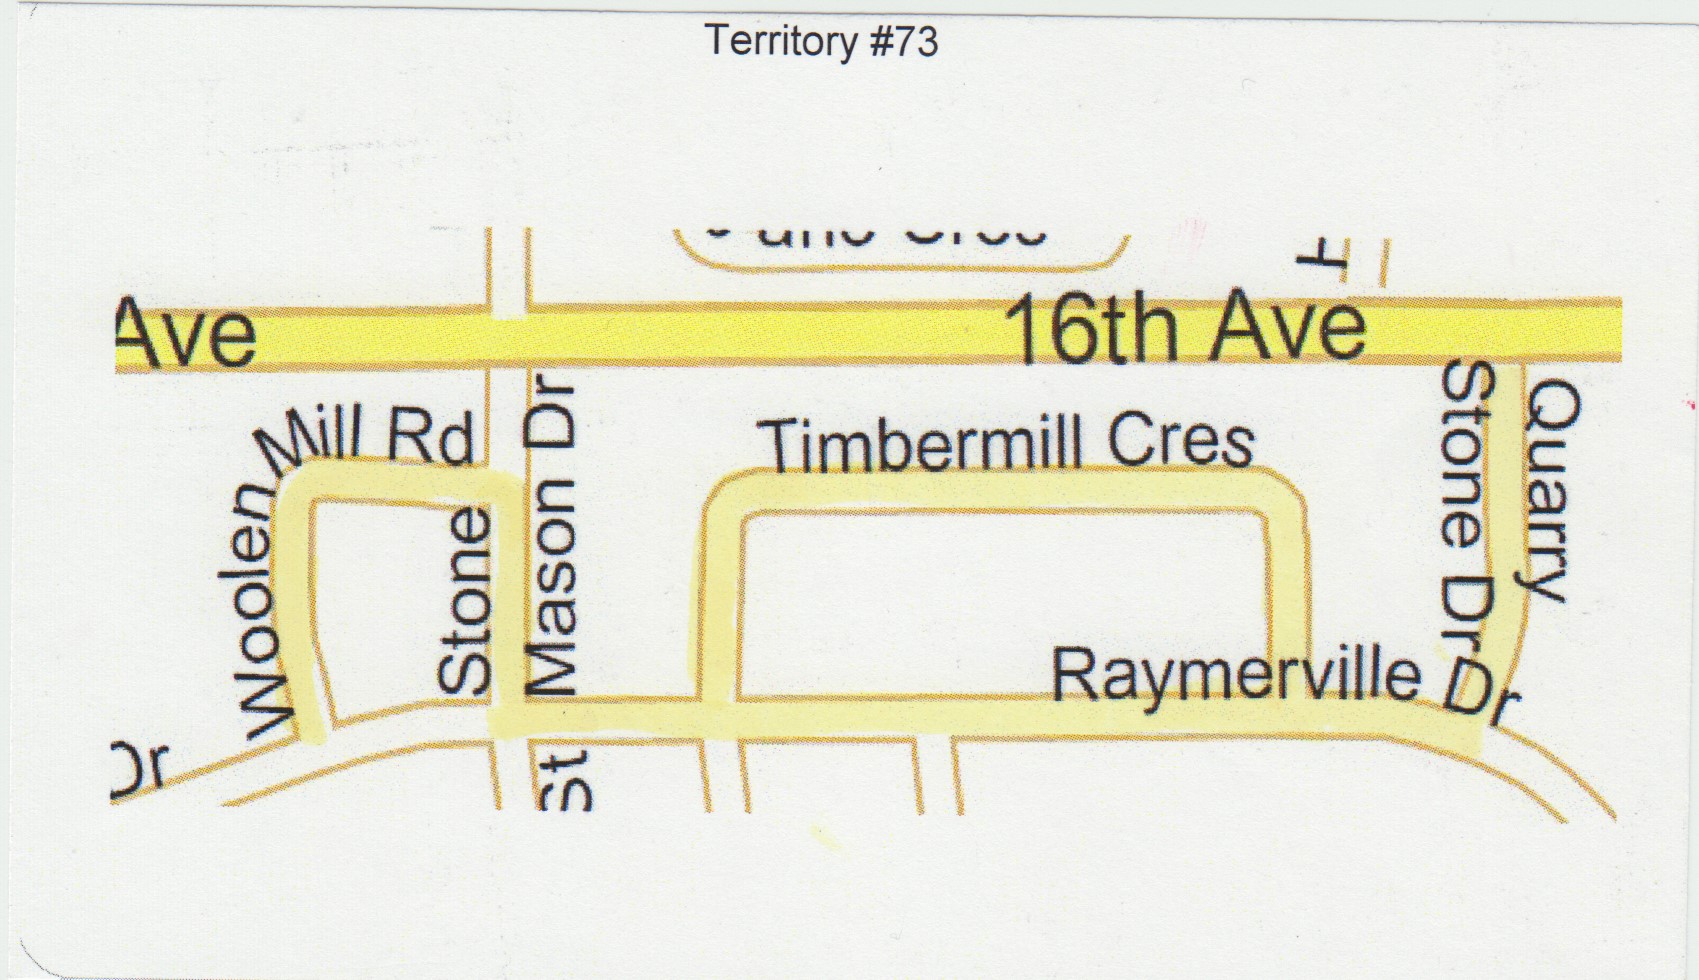 Territory #73
Ave
16th Ave
Woolen Mill Rd
Stone Mason Dr
Timbermill Cres
Quarry Stone Dr
Raymerville Dr
Dr
St